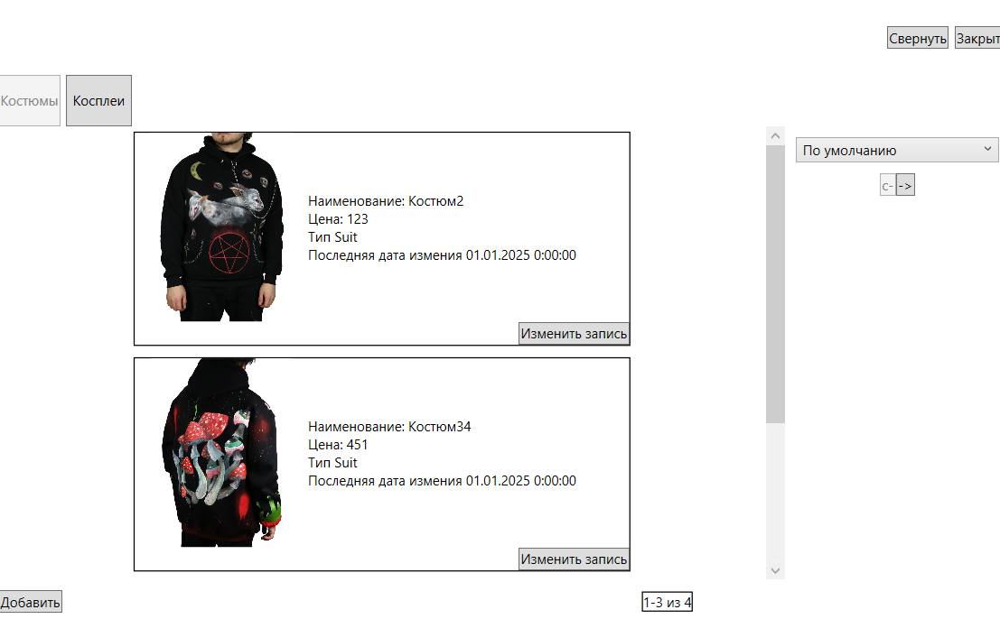 Свернуть Закрыт
Костюмы Косплеи
По умолчанию
с- ->
Наименование: Костюм2
Цена: 123
Тип Suit
Последняя дата измения 01.01.2025 0:00:00
Изменить запись
Наименование: Костюм34
Цена: 451
Тип Suit
Последняя дата измения 01.01.2025 0:00:00
Изменить запись
Добавить
1-3 из 4